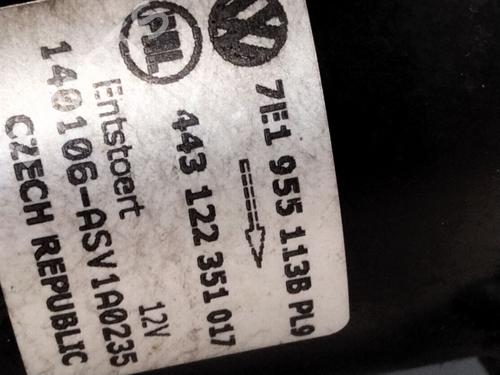 7E1 955 113B PL9
443 122 351 017
Entstoert 12V
140106-ASV1A0235
CZECH REPUBLIC